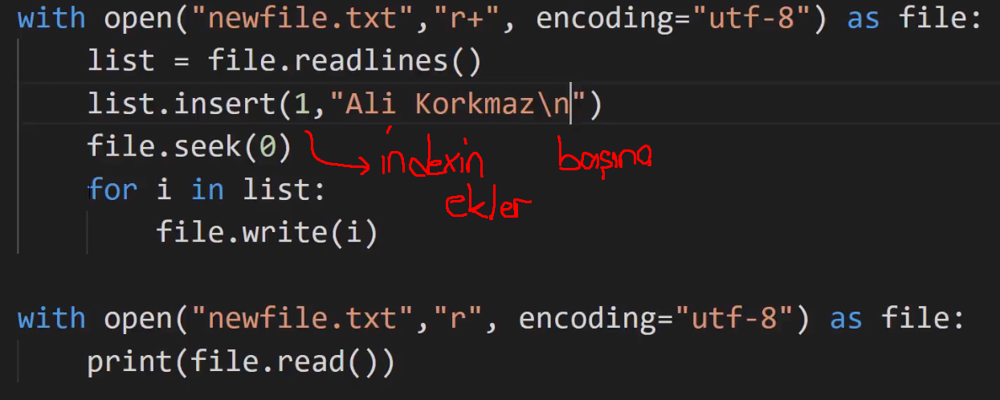 with open("newfile.txt","r+", encoding="utf-8") as file:
    list = file.readlines()
    list.insert(1,"Ali Korkmaz\n")
    file.seek(0)
indexin başına
ekler
    for i in list:
        file.write(i)
with open("newfile.txt","r", encoding="utf-8") as file:
    print(file.read())